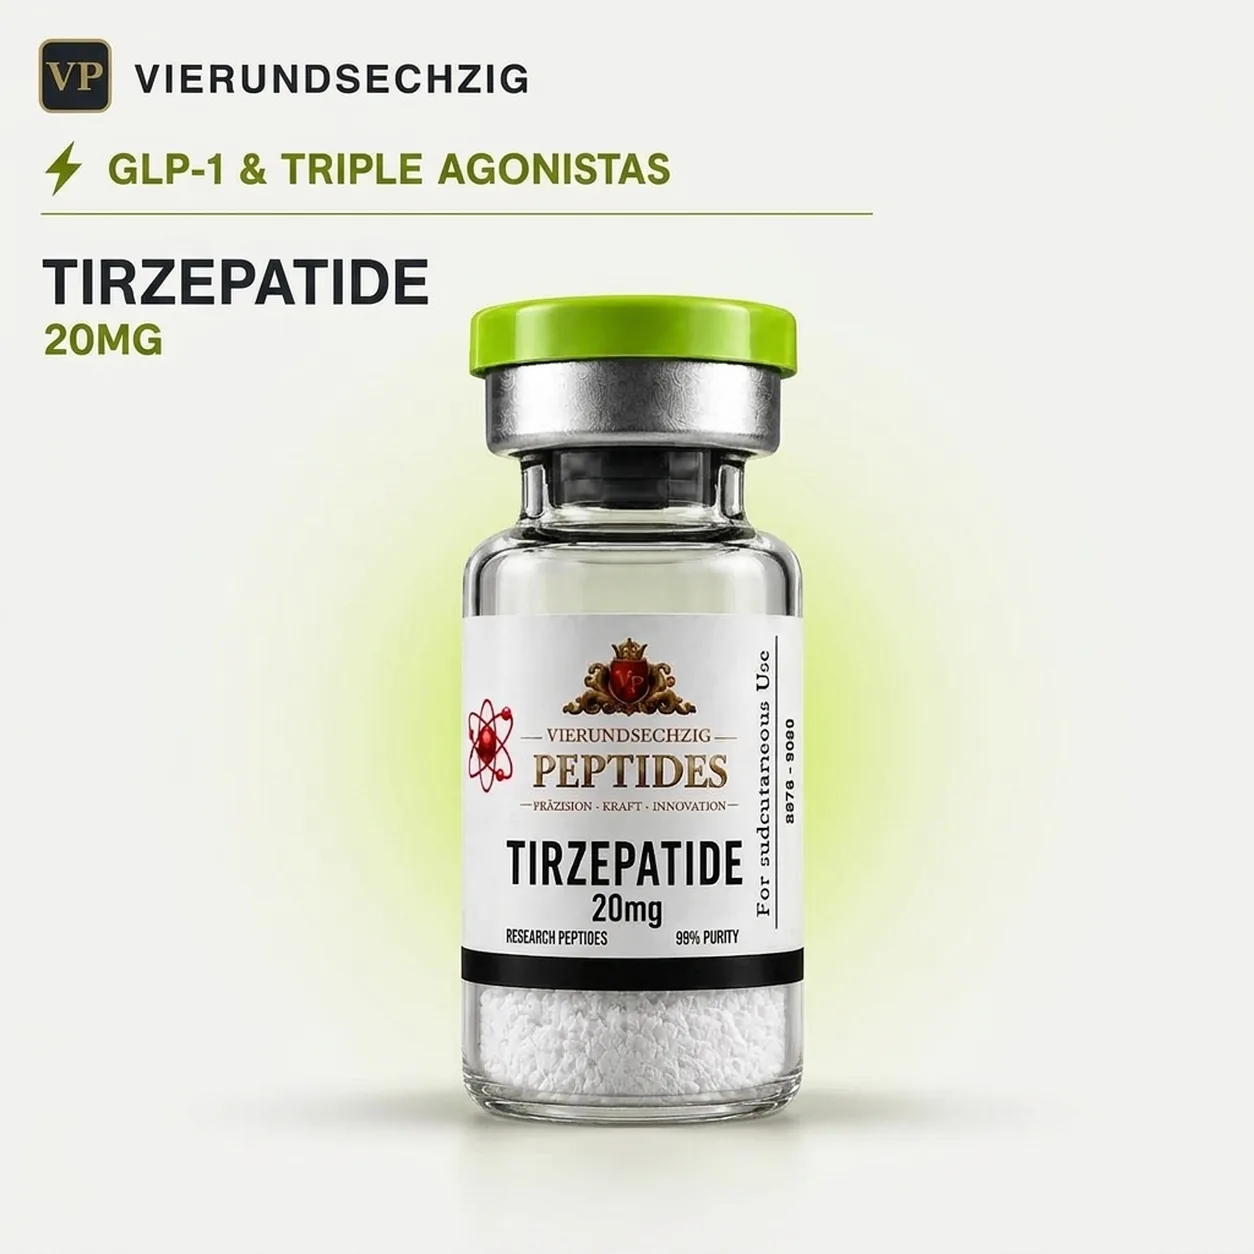 VP VIERUNDSECHZIG
GLP-1 & TRIPLE AGONISTAS
TIRZEPATIDE
20MG
VP
VIERUNDSECHZIG
PEPTIDES
PRÄZISION · KRAFT · INNOVATION
TIRZEPATIDE
20mg
RESEARCH PEPTIDES 99% PURITY
For sudcutaneous Use